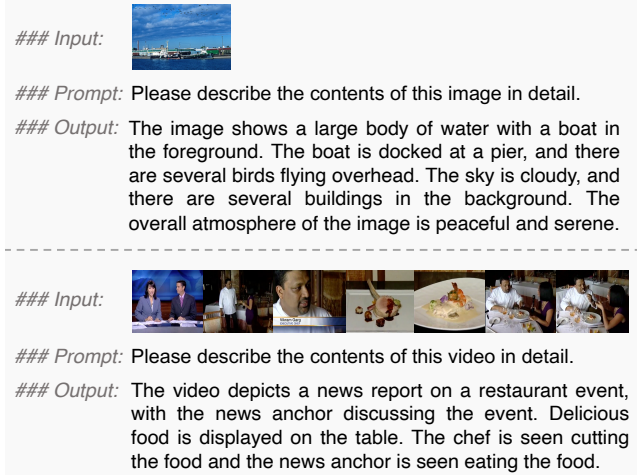 ### Input:
### Prompt: Please describe the contents of this image in detail.
### Output: The image shows a large body of water with a boat in
the foreground. The boat is docked at a pier, and there
are several birds flying overhead. The sky is cloudy, and
there are several buildings in the background. The
overall atmosphere of the image is peaceful and serene.
### Input:
Vikram Garg
### Prompt: Please describe the contents of this video in detail.
### Output: The video depicts a news report on a restaurant event,
with the news anchor discussing the event. Delicious
food is displayed on the table. The chef is seen cutting
the food and the news anchor is seen eating the food.